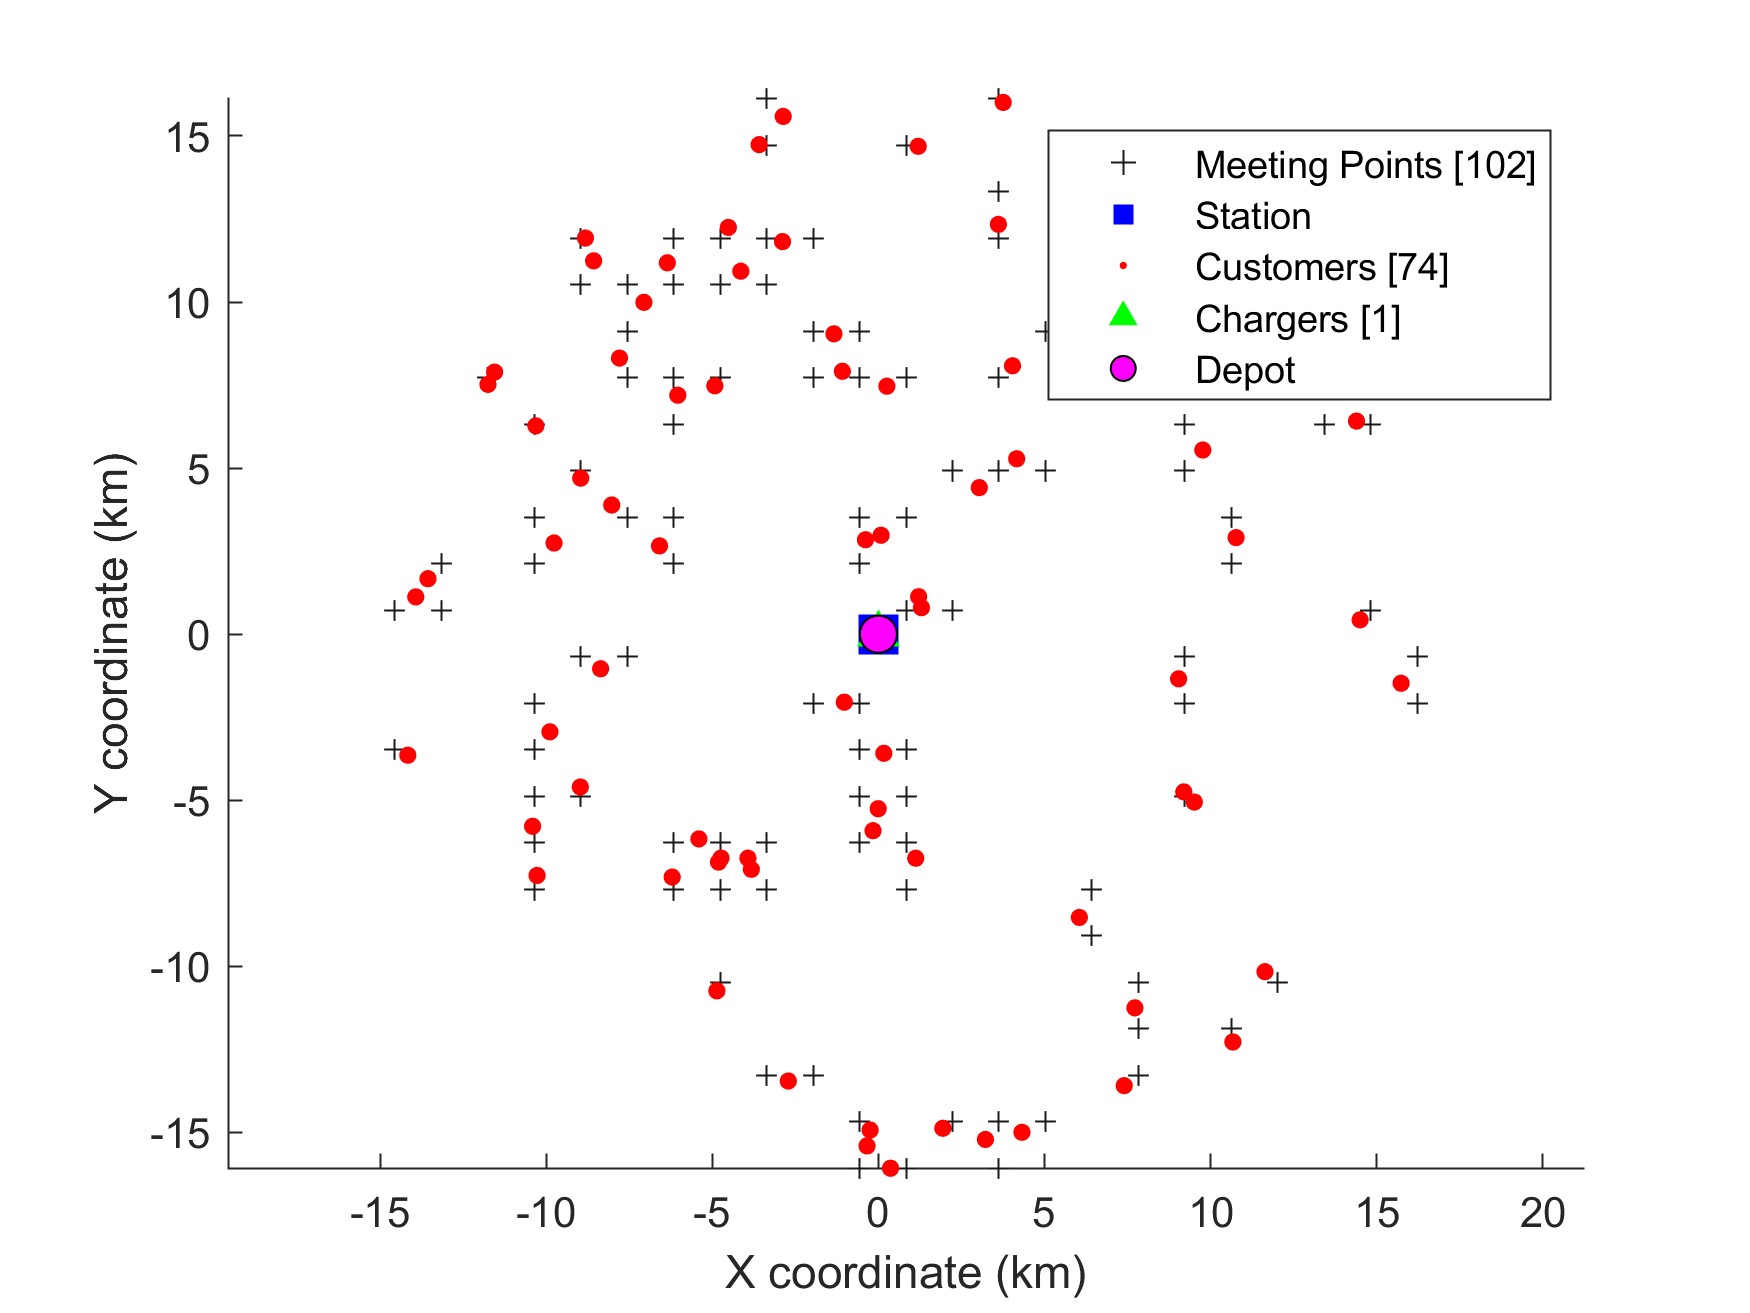 15
10
5
0
-5
-10
-15
Y coordinate (km)
-15 -10 -5 0 5 10 15 20
X coordinate (km)
Meeting Points [102]
Station
Customers [74]
Chargers [1]
Depot